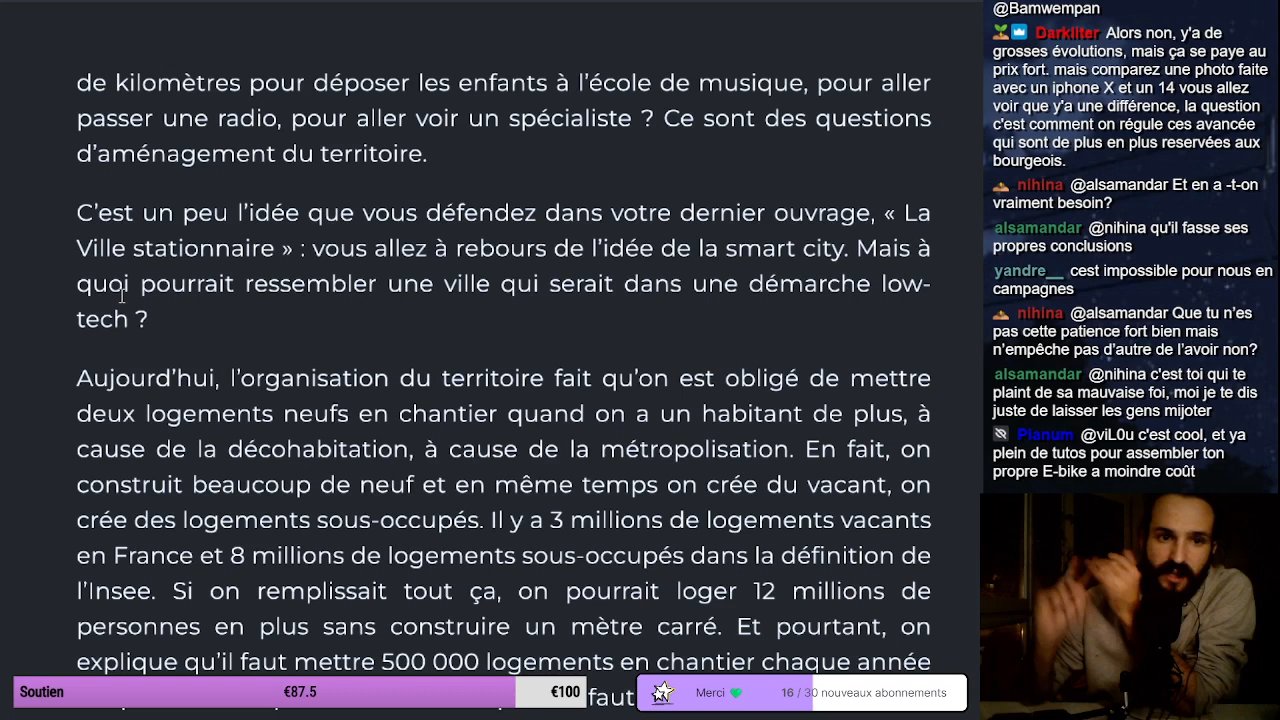 de kilomètres pour déposer les enfants à l'école de musique, pour aller
passer une radio, pour aller voir un spécialiste ? Ce sont des questions
d'aménagement du territoire.
C'est un peu l'idée que vous défendez dans votre dernier ouvrage, « La
Ville stationnaire » : vous allez à rebours de l'idée de la smart city. Mais à
quoi pourrait ressembler une ville qui serait dans une démarche low-
tech ?
Aujourd'hui, l'organisation du territoire fait qu'on est obligé de mettre
deux logements neufs en chantier quand on a un habitant de plus, à
cause de la décohabitation, à cause de la métropolisation. En fait, on
construit beaucoup de neuf et en même temps on crée du vacant, on
crée des logements sous-occupés. Il y a 3 millions de logements vacants
en France et 8 millions de logements sous-occupés dans la définition de
l'Insee. Si on remplissait tout ça, on pourrait loger 12 millions de
personnes en plus sans construire un mètre carré. Et pourtant, on
explique qu'il faut mettre 500 000 logements en chantier chaque année
faut
Soutien €87.5 €100
Merci 16 / 30 nouveaux abonnements
@Bamwempan
Darkliter Alors non, y'a de
grosses évolutions, mais ça se paye au
prix fort. mais comparez une photo faite
avec un iphone X et un 14 vous allez
voir que y'a une différence, la question
c'est comment on régule ces avancée
qui sont de plus en plus reservées aux
bourgeois.
nihina @alsamandar Et en a -t-on
vraiment besoin?
alsamandar @nihina qu'il fasse ses
propres conclusions
yandre__ cest impossible pour nous en
campagnes
nihina @alsamandar Que tu n'es
pas cette patience fort bien mais
n'empêche pas d'autre de l'avoir non?
alsamandar @nihina c'est toi qui te
plaint de sa mauvaise foi, moi je te dis
juste de laisser les gens mijoter
Planum @viL0u c'est cool, et ya
plein de tutos pour assembler ton
propre E-bike a moindre coût